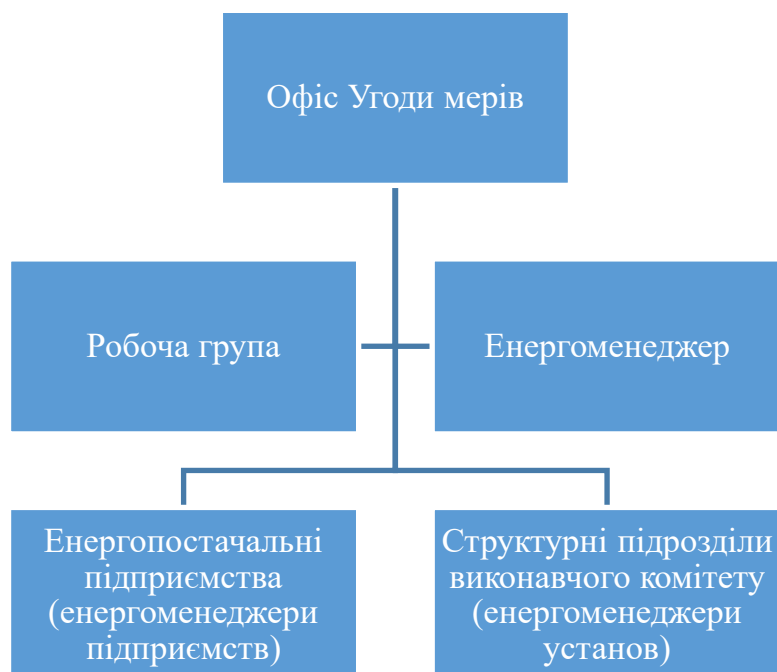 Офіс Угоди мерів
Робоча група
Енергоменеджер
Енергопостачальні
підприємства
(енергоменеджери
підприємств)
Структурні підрозділи
виконавчого комітету
(енергоменеджери
установ)